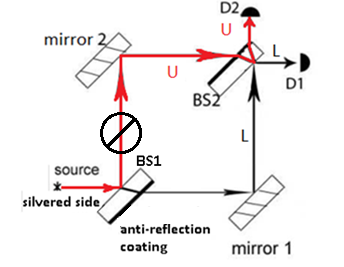 D2
U
mirror 2
L
D1
U
BS2
L
BS1
source
silvered side
anti-reflection
coating
mirror 1